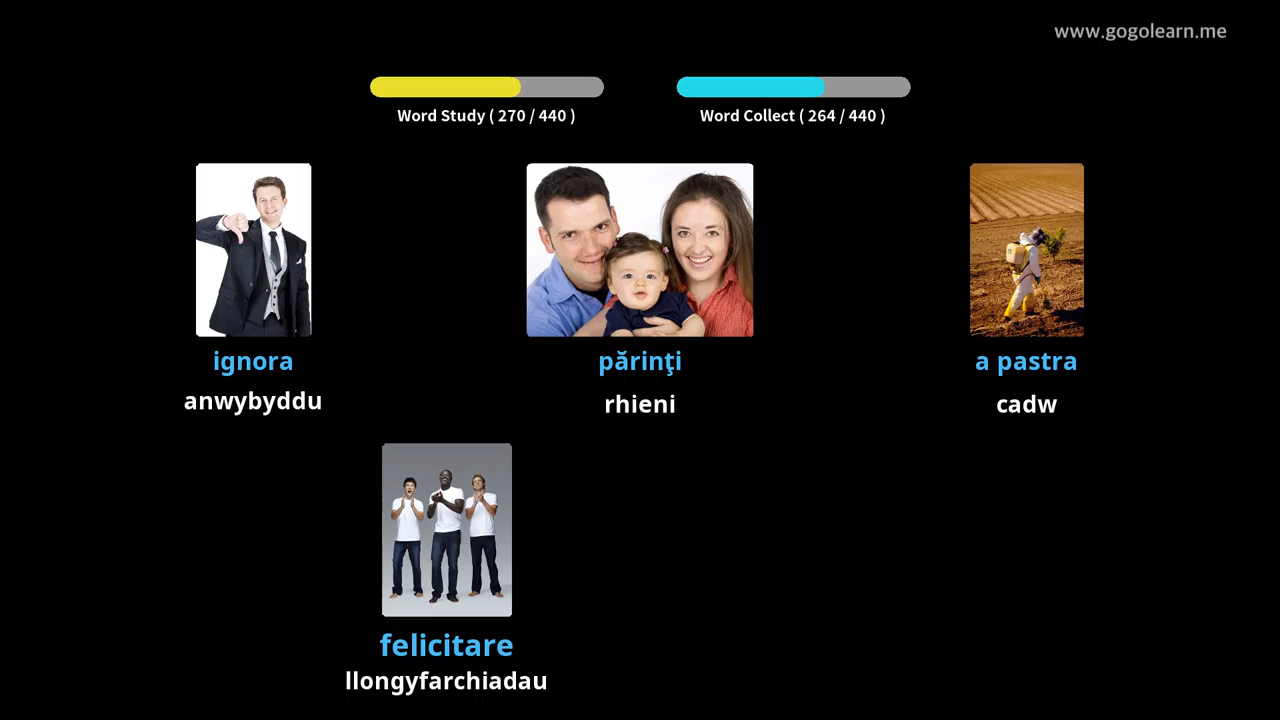 www.gogolearn.me
Word Study ( 270 / 440 )
Word Collect ( 264 / 440 )
ignora
părinţi
a pastra
anwybyddu
rhieni
cadw
felicitare
llongyfarchiadau